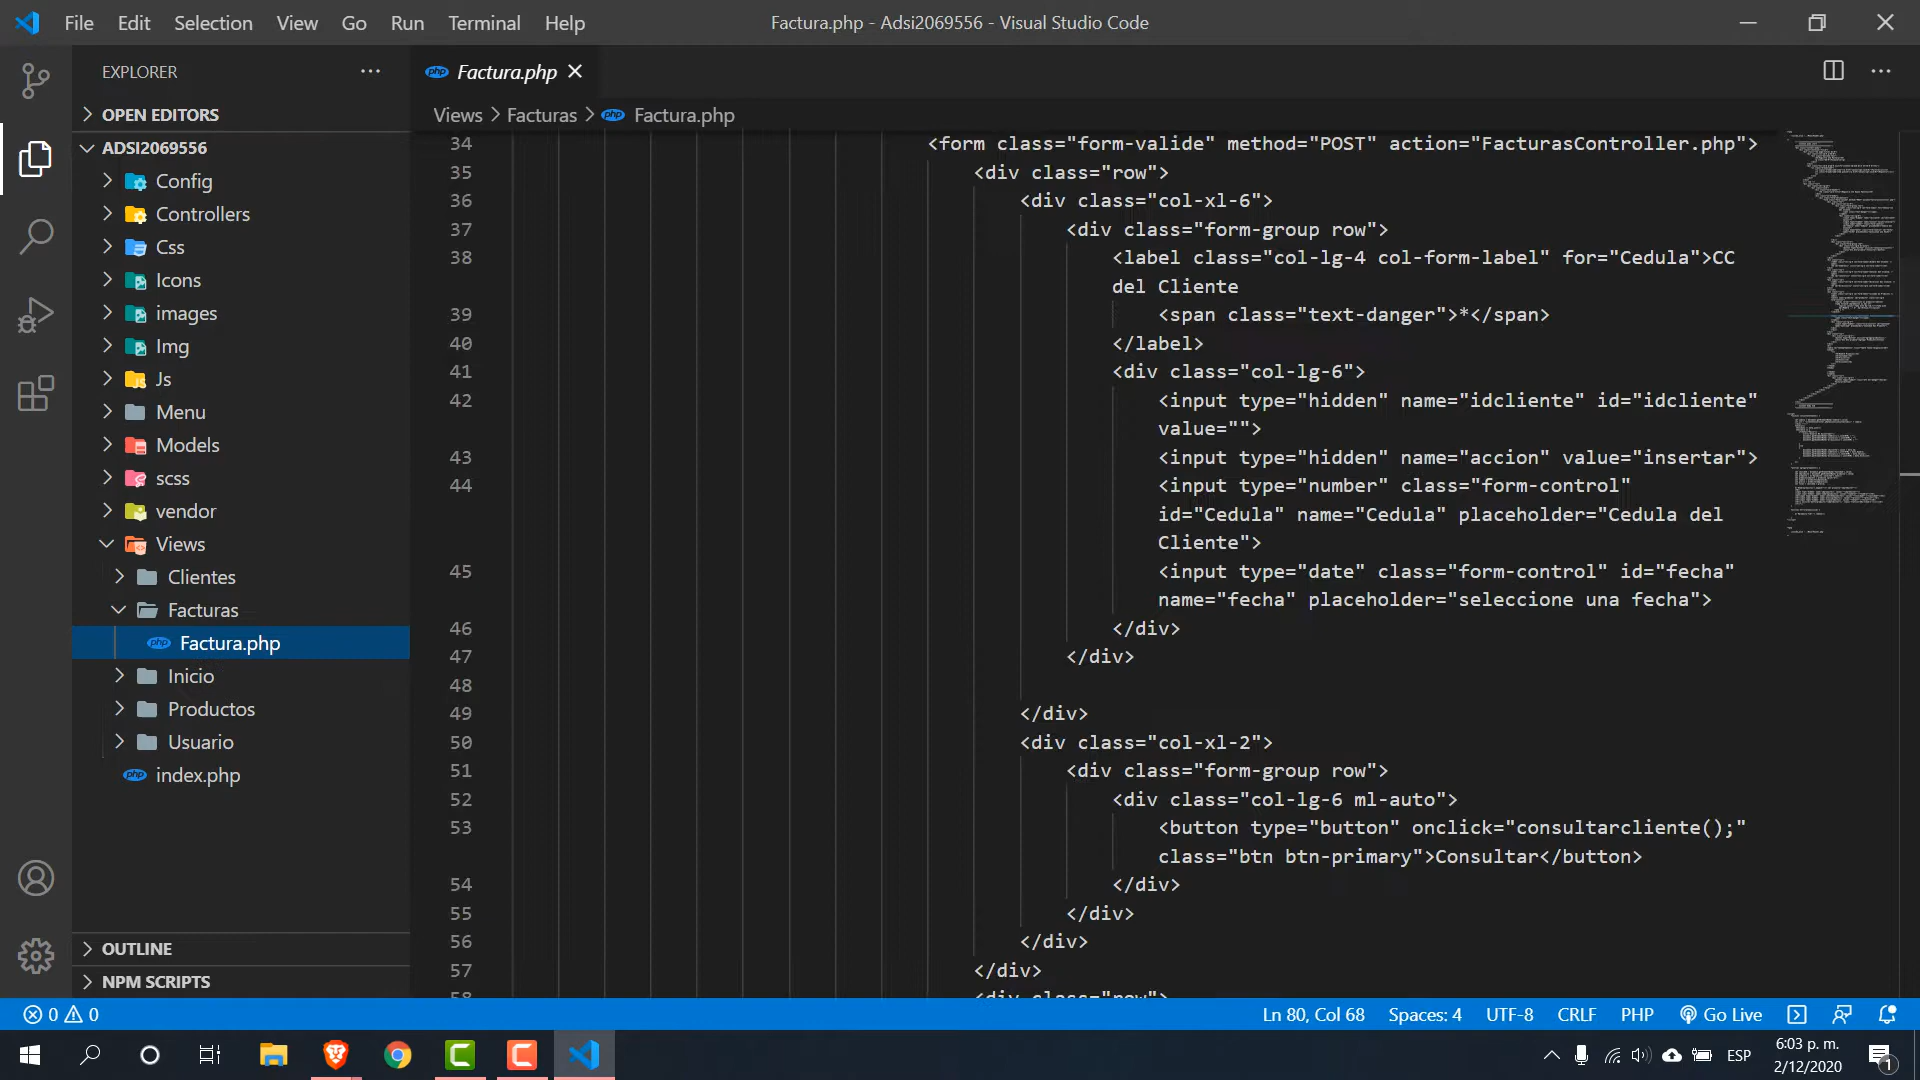 File Edit Selection View Go Run Terminal Help
Factura.php - Adsi2069556 - Visual Studio Code
EXPLORER
OPEN EDITORS
ADSI2069556
Config
Controllers
Css
Icons
images
Img
Js
Menu
Models
scss
vendor
Views
Clientes
Facturas
Factura.php
Inicio
Productos
Usuario
index.php
OUTLINE
NPM SCRIPTS
Factura.php
Views > Facturas > Factura.php
34 <form class="form-valide" method="POST" action="FacturasController.php">
35 <div class="row">
36 <div class="col-xl-6">
37 <div class="form-group row">
38 <label class="col-lg-4 col-form-label" for="Cedula">CC
del Cliente
39 <span class="text-danger">*</span>
40 </label>
41 <div class="col-lg-6">
42 <input type="hidden" name="idcliente" id="idcliente"
value="">
43 <input type="hidden" name="accion" value="insertar">
44 <input type="number" class="form-control"
id="Cedula" name="Cedula" placeholder="Cedula del
Cliente">
45 <input type="date" class="form-control" id="fecha"
name="fecha" placeholder="seleccione una fecha">
46 </div>
47 </div>
48
49 </div>
50 <div class="col-xl-2">
51 <div class="form-group row">
52 <div class="col-lg-6 ml-auto">
53 <button type="button" onclick="consultarcliente();"
class="btn btn-primary">Consultar</button>
54 </div>
55 </div>
56 </div>
57 </div>
58 <div class="row">
0 0
Ln 80, Col 68 Spaces: 4 UTF-8 CRLF PHP Go Live
ESP
6:03 p. m.
2/12/2020
1